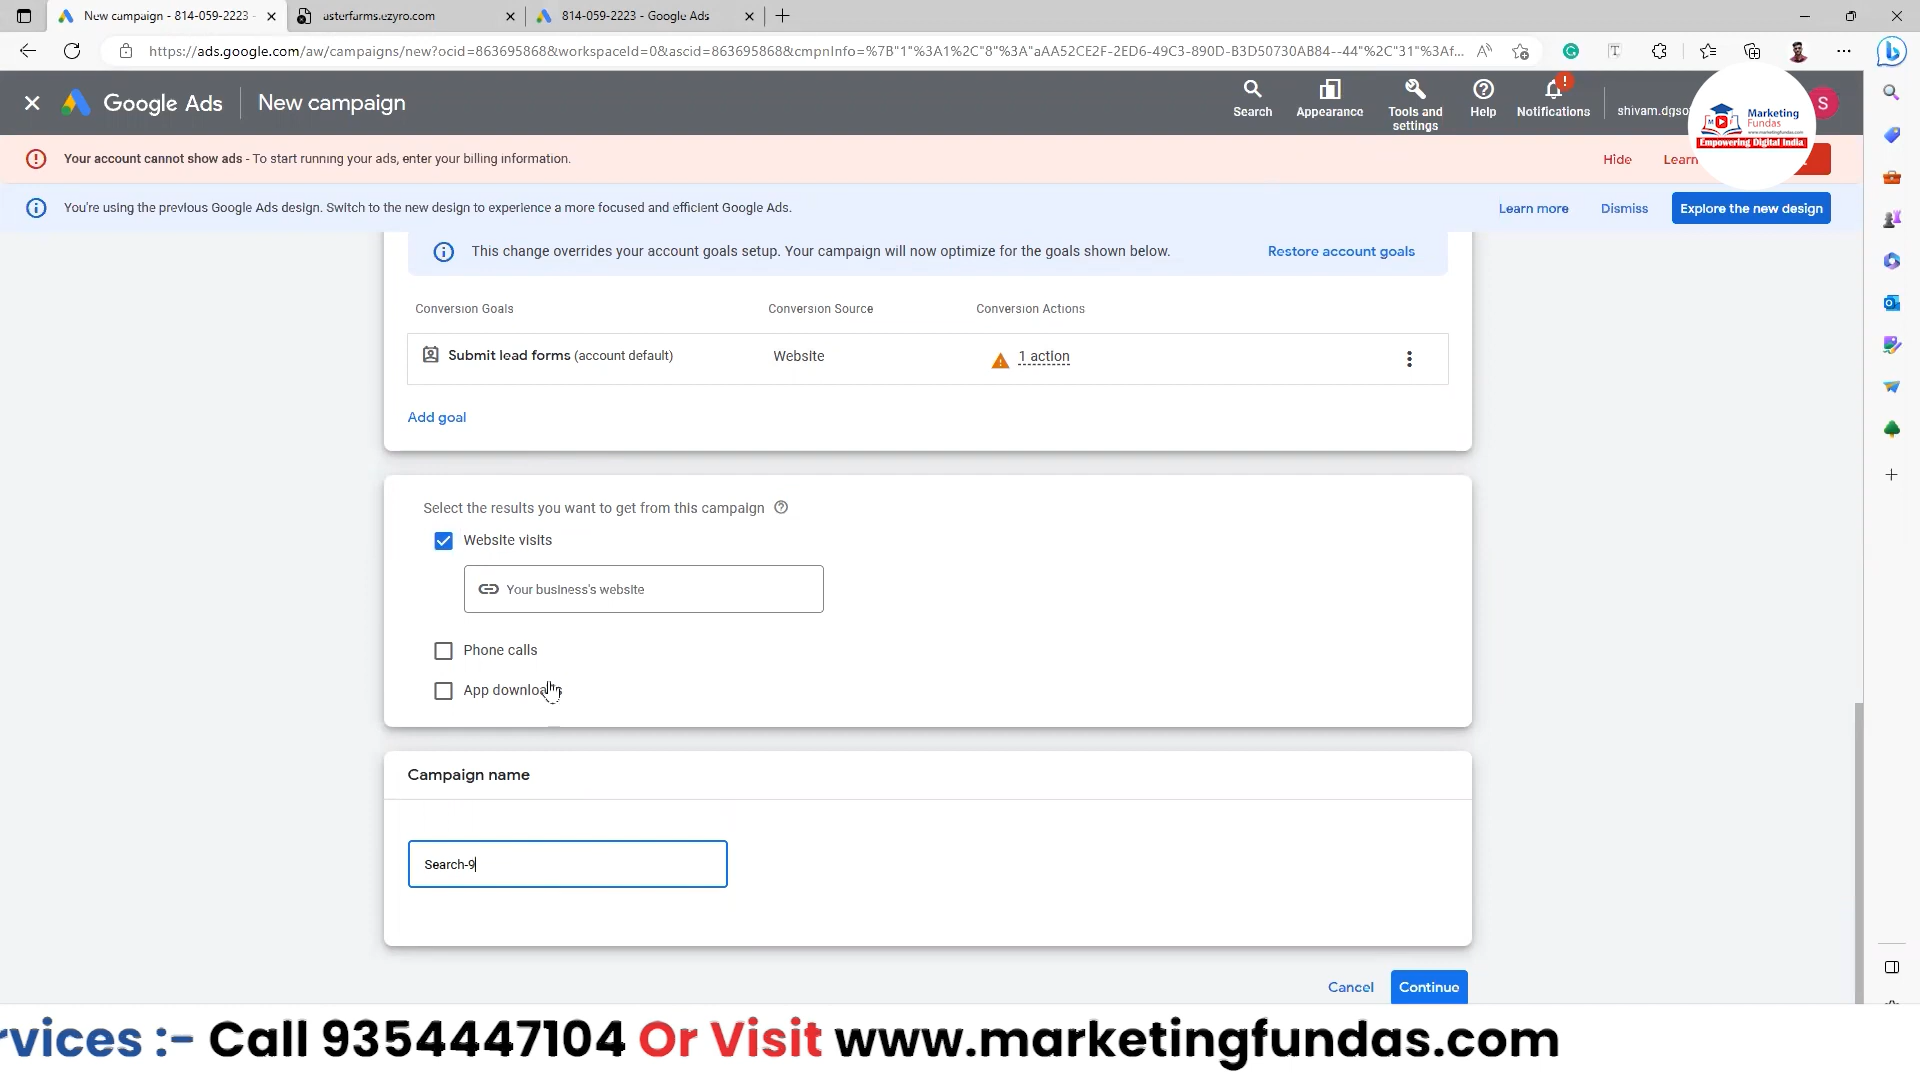 New campaign - 814-059-2223 -
asterfarms.ezyro.com
814-059-2223 - Google Ads
https://ads.google.com/aw/campaigns/new?ocid=863695868&workspaceId=0&ascid=863695868&cmpnInfo=%7B"1"%3A1%2C"8"%3A"aAA52CE2F-2ED6-49C3-890D-B3D50730AB84--44"%2C"31"%3Af...
Google Ads
New campaign
Search
Appearance
Tools and
settings
Help
Notifications
shivam.dgso
S
Marketing
Fundas
www.marketingfundas.com
Empowering Digital India
Your account cannot show ads - To start running your ads, enter your billing information.
Hide
Learn
You're using the previous Google Ads design. Switch to the new design to experience a more focused and efficient Google Ads.
Learn more
Dismiss
Explore the new design
This change overrides your account goals setup. Your campaign will now optimize for the goals shown below.
Restore account goals
Conversion Goals
Conversion Source
Conversion Actions
Submit lead forms (account default)
Website
1 action
Add goal
Select the results you want to get from this campaign
Website visits
Your business's website
Phone calls
App downloads
Campaign name
Search-9
Cancel
Continue
rvices :- Call 9354447104 Or Visit www.marketingfundas.com